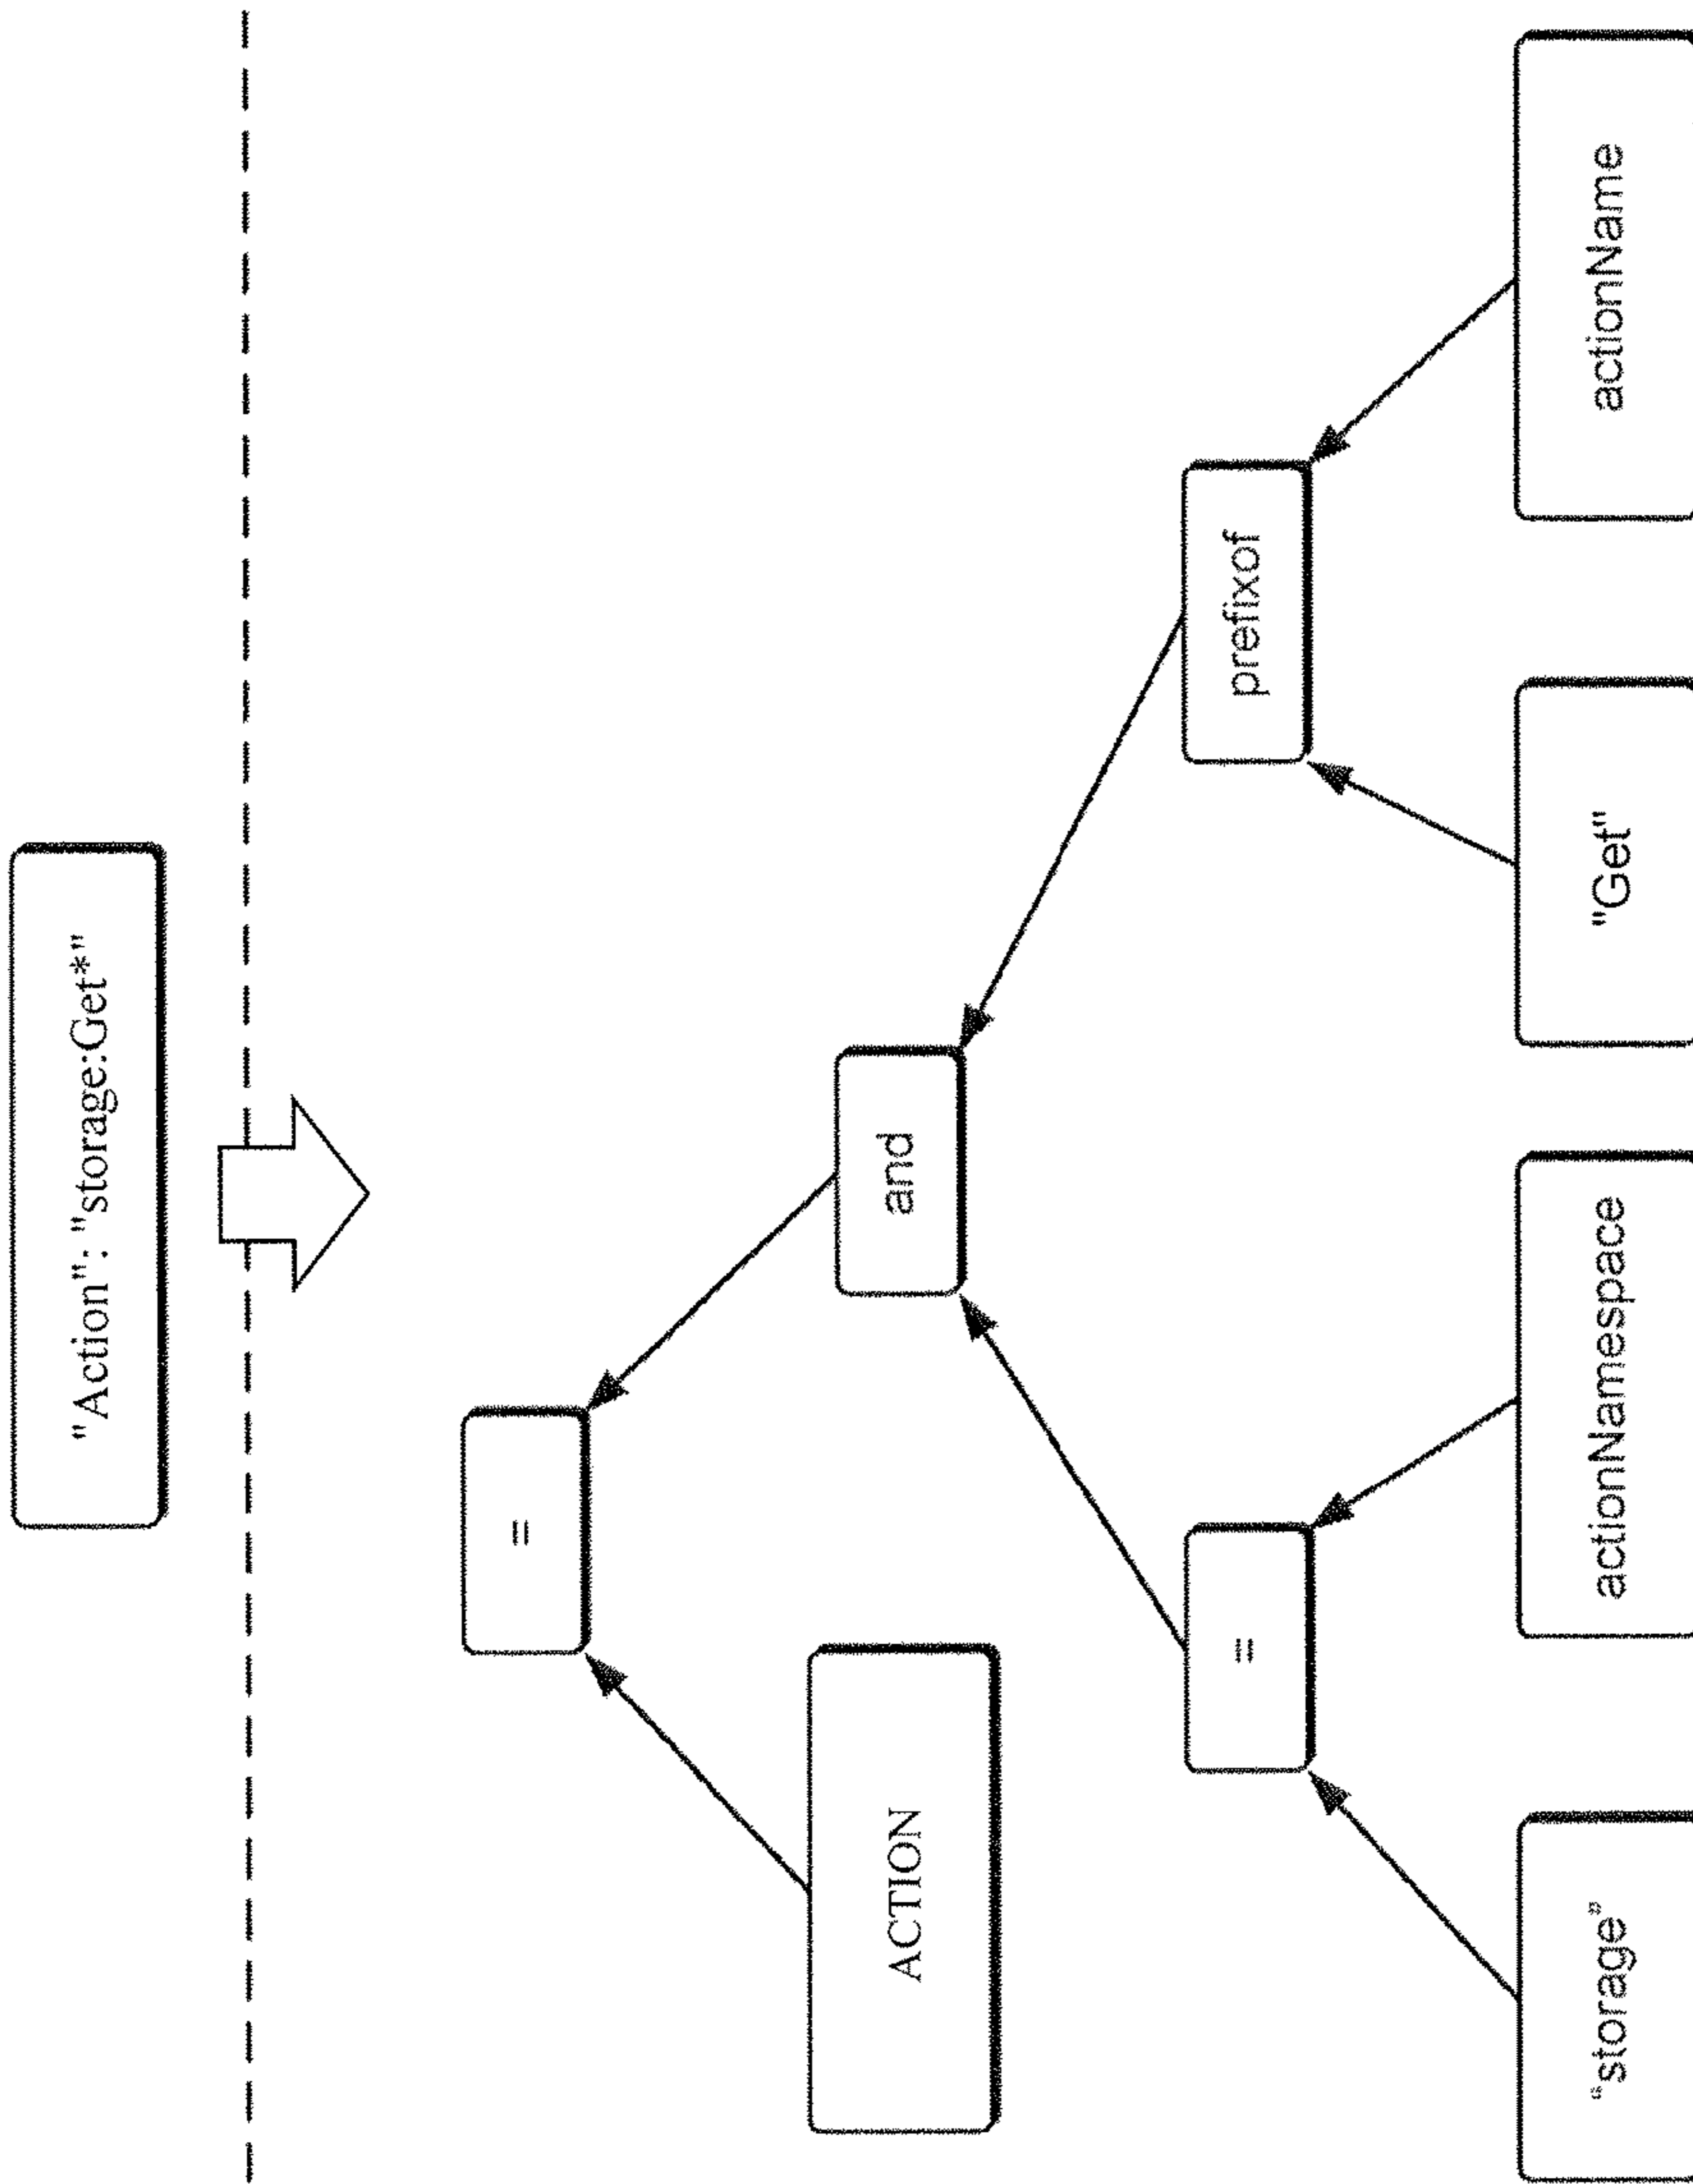 "Action": "storage:Get*"
=
ACTION
and
=
prefixof
“storage”
actionNamespace
"Get"
actionName